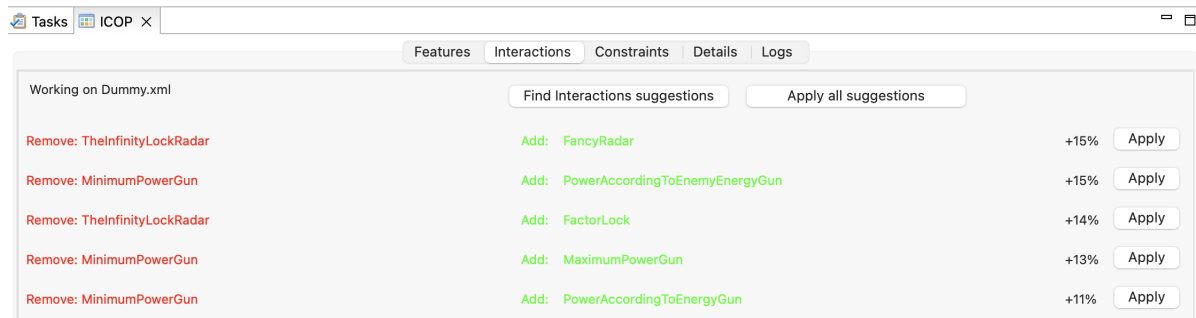 Tasks ICOP
Features Interactions Constraints Details Logs
Working on Dummy.xml Find Interactions suggestions Apply all suggestions
Remove: TheInfinityLockRadar Add: FancyRadar +15% Apply
Remove: MinimumPowerGun Add: PowerAccordingToEnemyEnergyGun +15% Apply
Remove: TheInfinityLockRadar Add: FactorLock +14% Apply
Remove: MinimumPowerGun Add: MaximumPowerGun +13% Apply
Remove: MinimumPowerGun Add: PowerAccordingToEnergyGun +11% Apply